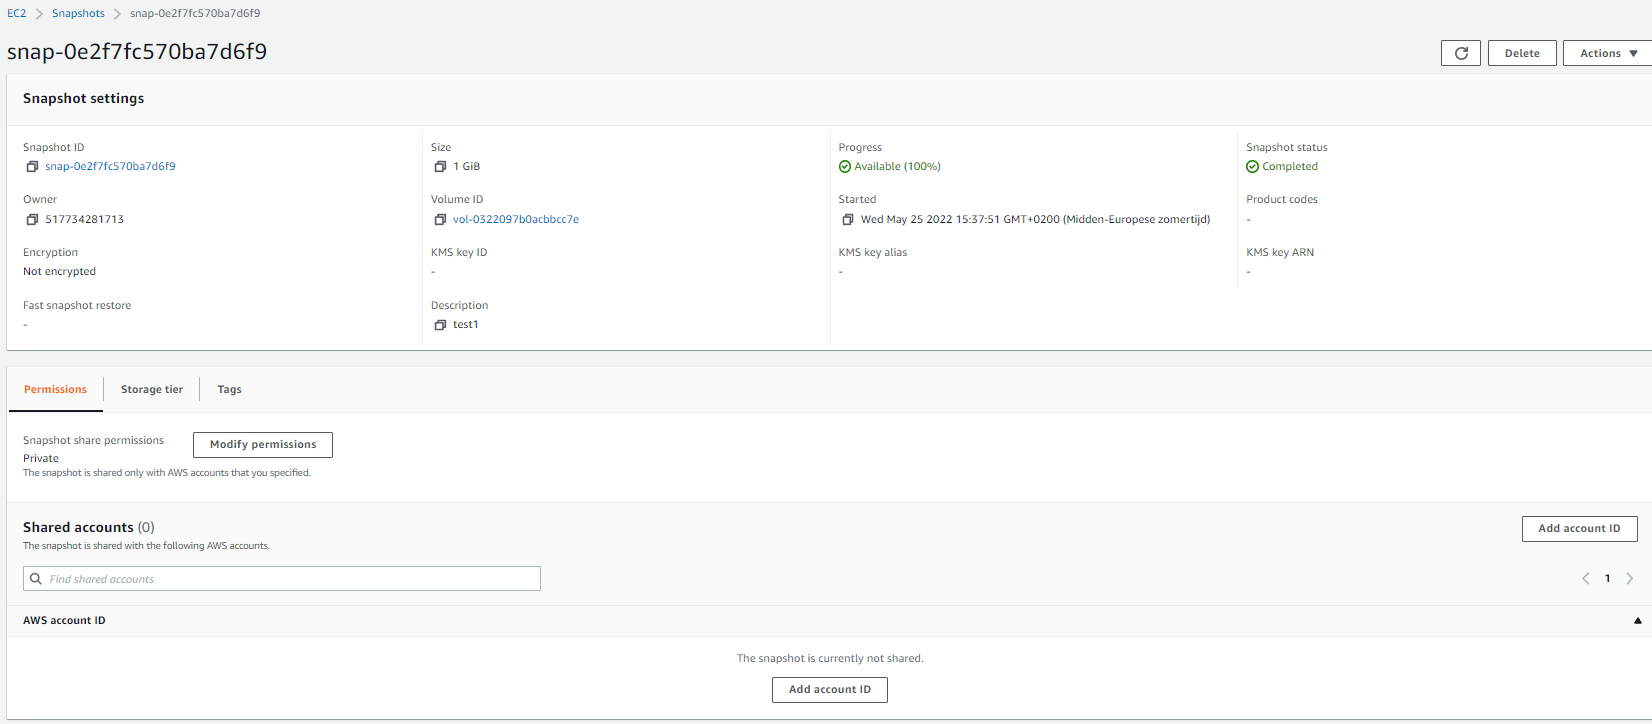 EC2 > Snapshots > snap-0e2f7fc570ba7d6f9
snap-0e2f7fc570ba7d6f9
Delete
Actions
Snapshot settings
Snapshot ID
snap-0e2f7fc570ba7d6f9
Size
1 GiB
Progress
Available (100%)
Snapshot status
Completed
Owner
517734281713
Volume ID
vol-0322097b0acbbcc7e
Started
Wed May 25 2022 15:37:51 GMT+0200 (Midden-Europese zomertijd)
Product codes
-
Encryption
Not encrypted
KMS key ID
-
KMS key alias
-
KMS key ARN
-
Fast snapshot restore
-
Description
test1
Permissions
Storage tier
Tags
Snapshot share permissions
Private
The snapshot is shared only with AWS accounts that you specified.
Modify permissions
Shared accounts (0)
The snapshot is shared with the following AWS accounts.
Add account ID
Find shared accounts
1
AWS account ID
The snapshot is currently not shared.
Add account ID